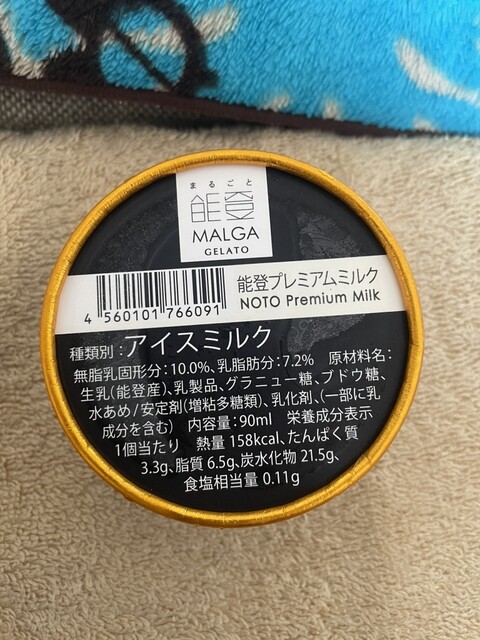 まるごと
能登
MALGA
GELATO
4 560101 766091
能登プレミアムミルク
NOTO Premium Milk
種類別：アイスミルク
無脂乳固形分：10.0%、乳脂肪分：7.2%　原材料名：
生乳(能登産)、乳製品、グラニュー糖、ブドウ糖、
水あめ/安定剤(増粘多糖類)、乳化剤、(一部に乳
成分を含む)　内容量：90ml　栄養成分表示
1個当たり　熱量 158kcal、たんぱく質
3.3g、脂質 6.5g、炭水化物 21.5g、
食塩相当量 0.11g